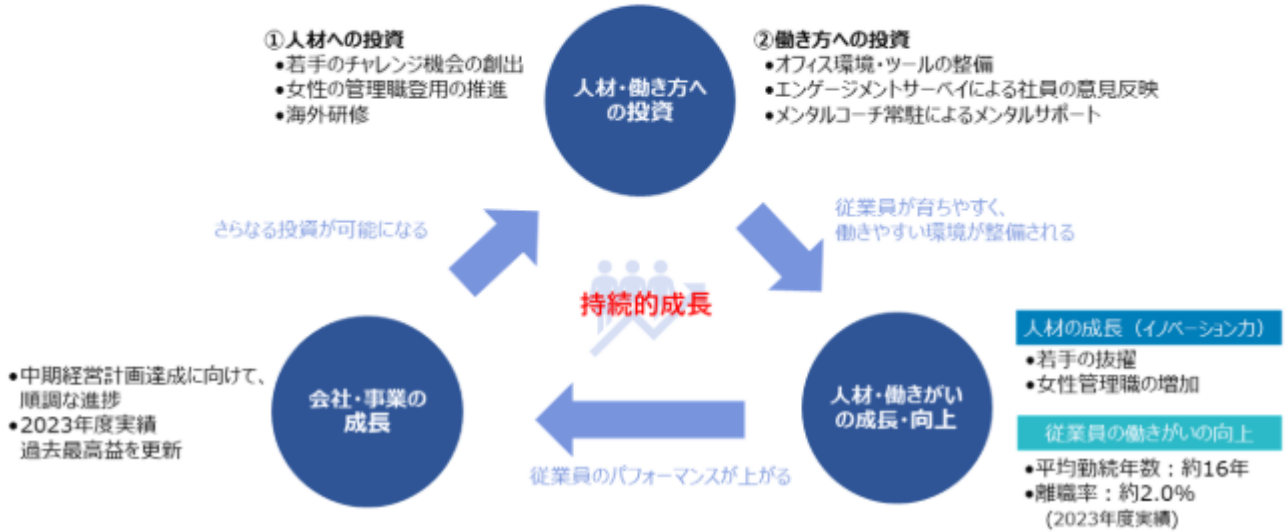 ①人材への投資
•若手のチャレンジ機会の創出
•女性の管理職登用の推進
•海外研修
人材・働き方へ
の投資
②働き方への投資
•オフィス環境・ツールの整備
•エンゲージメントサーベイによる社員の意見反映
•メンタルコーチ常駐によるメンタルサポート
さらなる投資が可能になる
従業員が育ちやすく、
働きやすい環境が整備される
持続的成長
•中期経営計画達成に向けて、
順調な進捗
•2023年度実績
過去最高益を更新
会社・事業の
成長
従業員のパフォーマンスが上がる
人材・働きがい
の成長・向上
人材の成長（イノベーション力）
•若手の抜擢
•女性管理職の増加
従業員の働きがいの向上
•平均勤続年数：約16年
•離職率：約2.0%
(2023年度実績)